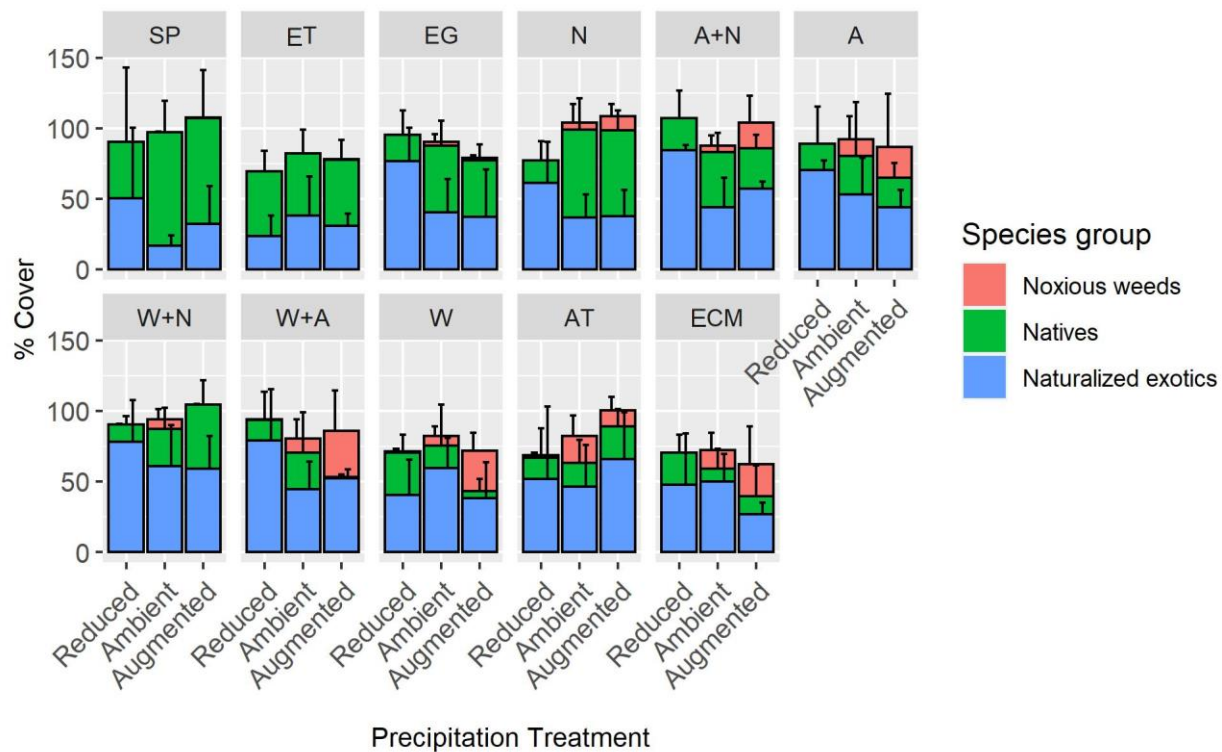 SP ET EG N A+N A
150
100
50
0
Reduced Ambient Augmented
W+N W+A W AT ECM
150
100
50
0
Reduced Ambient Augmented Reduced Ambient Augmented Reduced Ambient Augmented Reduced Ambient Augmented Reduced Ambient Augmented
% Cover
Precipitation Treatment
Species group
Noxious weeds
Natives
Naturalized exotics